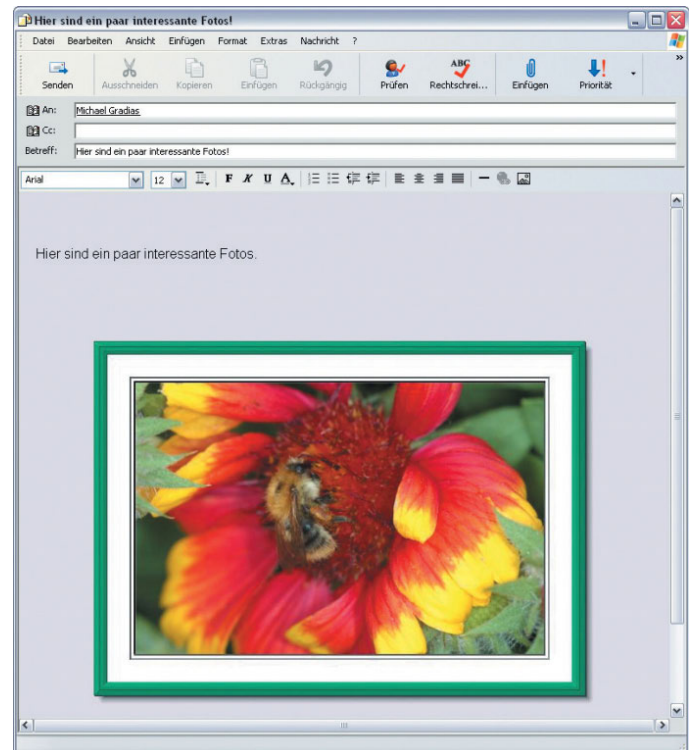 Hier sind ein paar interessante Fotos!
Datei Bearbeiten Ansicht Einfügen Format Extras Nachricht ?
ABC
Senden Ausschneiden Kopieren Einfügen Rückgängig Prüfen Rechtschrei... Einfügen Priorität
An: Michael Gradias
Cc:
Betreff: Hier sind ein paar interessante Fotos!
Arial 12 F K U A
Hier sind ein paar interessante Fotos.